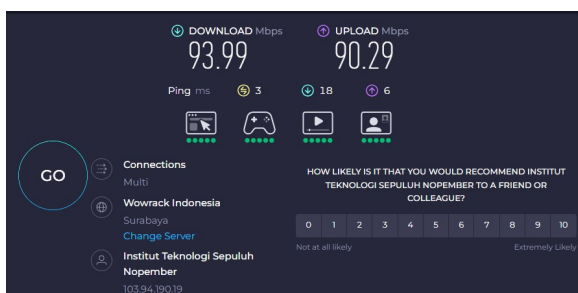 DOWNLOAD Mbps
UPLOAD Mbps
93.99
90.29
Ping ms 3 18 6
GO
Connections
Multi
Wowrack Indonesia
Surabaya
Change Server
Institut Teknologi Sepuluh
Nopember
103.94.190.19
HOW LIKELY IS IT THAT YOU WOULD RECOMMEND INSTITUT
TEKNOLOGI SEPULUH NOPEMBER TO A FRIEND OR
COLLEAGUE?
0 1 2 3 4 5 6 7 8 9 10
Not at all likely
Extremely Likely